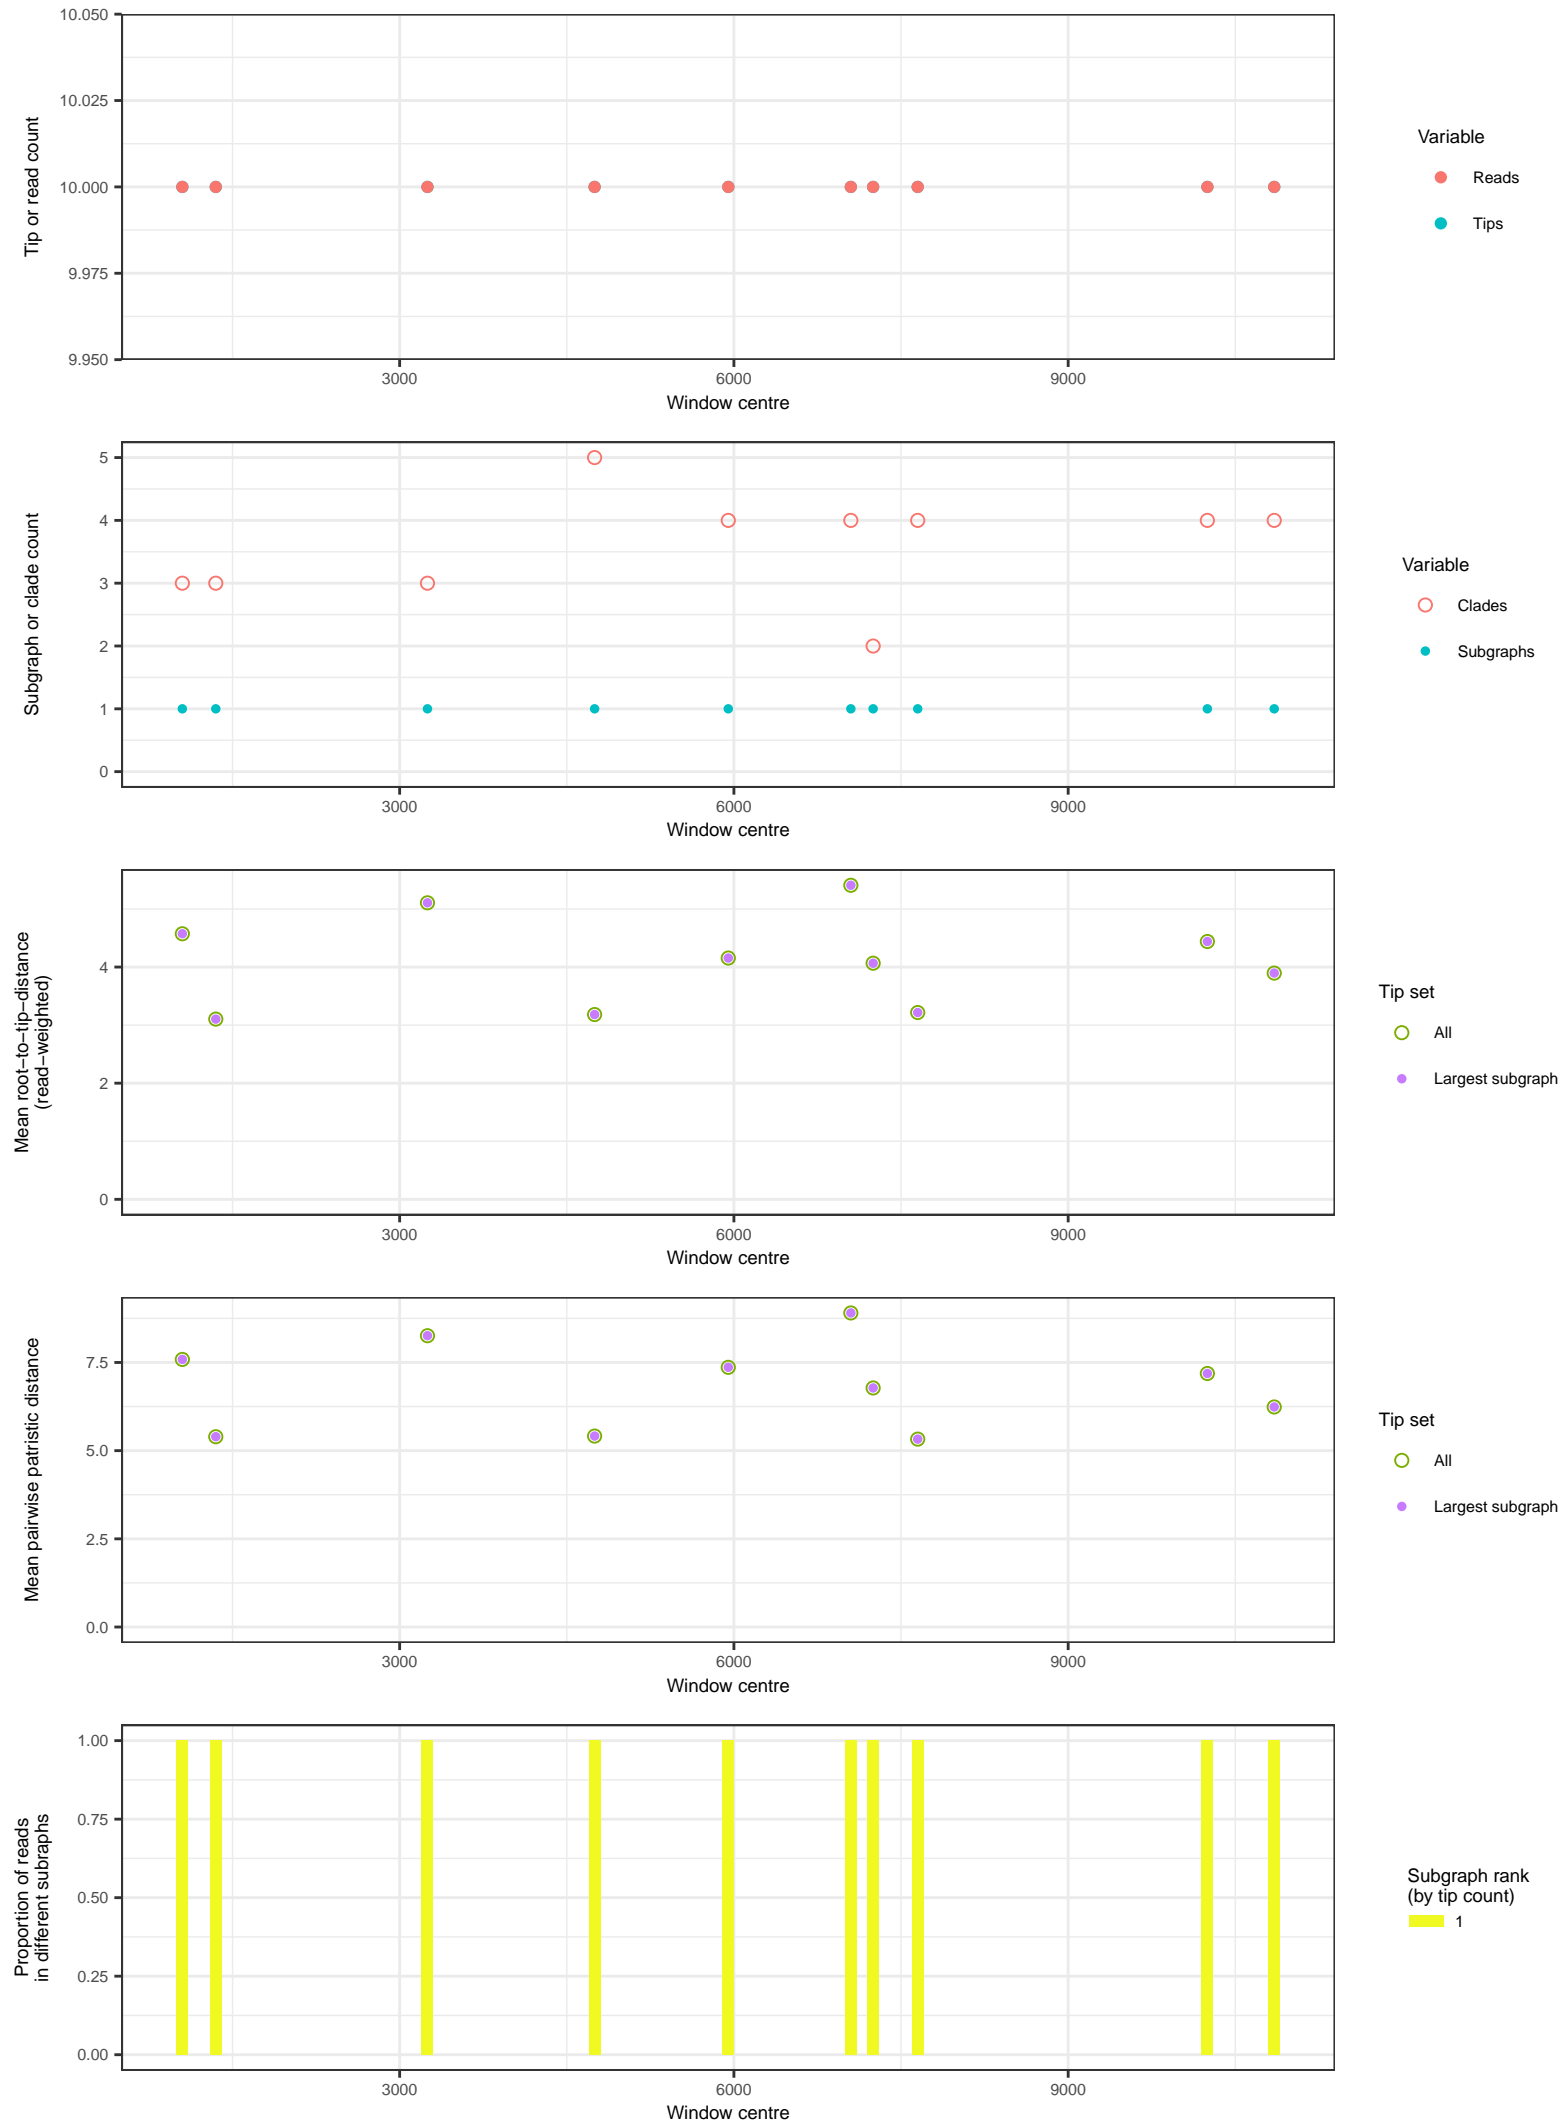 10.050
10.025
10.000
9.975
9.950
Tip or read count
3000 6000 9000
Window centre
Variable
Reads
Tips
5
4
3
2
1
0
Subgraph or clade count
3000 6000 9000
Window centre
Variable
Clades
Subgraphs
4
2
0
Mean root−to−tip−distance
(read−weighted)
3000 6000 9000
Window centre
Tip set
All
Largest subgraph
7.5
5.0
2.5
0.0
Mean pairwise patristic distance
3000 6000 9000
Window centre
Tip set
All
Largest subgraph
1.00
0.75
0.50
0.25
0.00
Proportion of reads
in different subraphs
3000 6000 9000
Window centre
Subgraph rank
(by tip count)
1